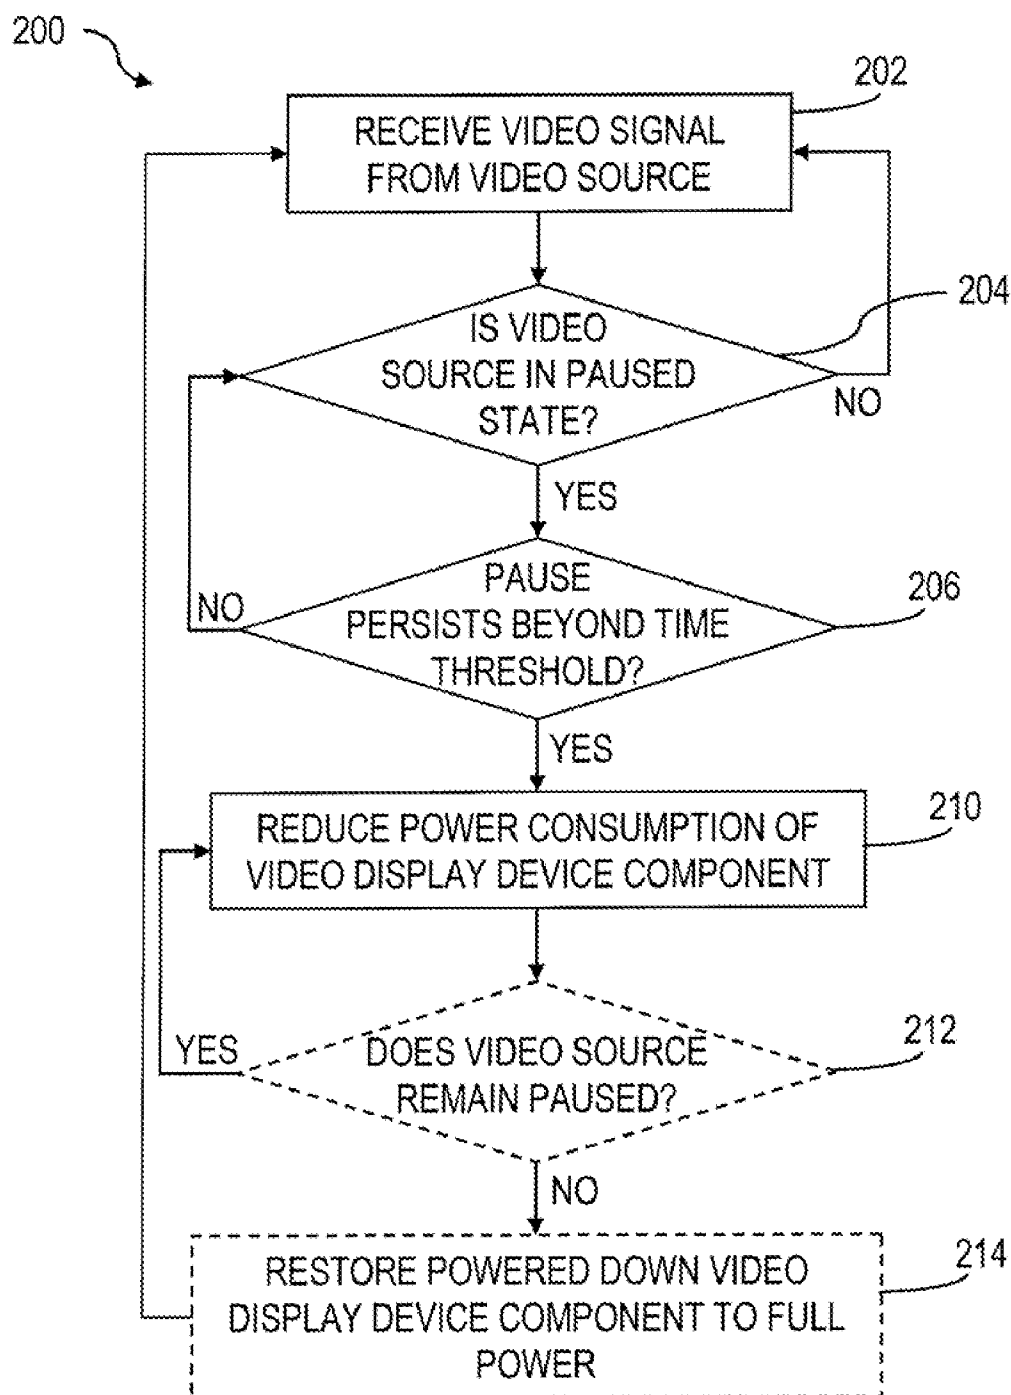 200
202
RECEIVE VIDEO SIGNAL
FROM VIDEO SOURCE
204
IS VIDEO
SOURCE IN PAUSED
STATE?
NO
YES
206
PAUSE
PERSISTS BEYOND TIME
THRESHOLD?
NO
YES
210
REDUCE POWER CONSUMPTION OF
VIDEO DISPLAY DEVICE COMPONENT
212
DOES VIDEO SOURCE
REMAIN PAUSED?
YES
NO
214
RESTORE POWERED DOWN VIDEO
DISPLAY DEVICE COMPONENT TO FULL
POWER